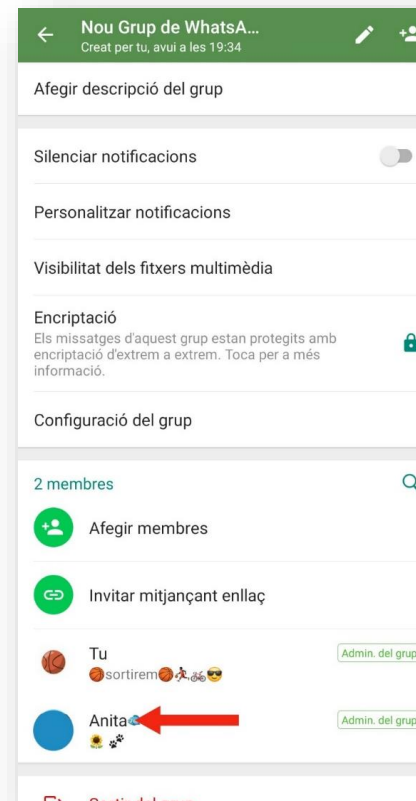 Nou Grup de WhatsA...
Creat per tu, avui a les 19:34
Afegir descripció del grup
Silenciar notificacions
Personalitzar notificacions
Visibilitat dels fitxers multimèdia
Encriptació
Els missatges d'aquest grup estan protegits amb
encriptació d'extrem a extrem. Toca per a més
informació.
Configuració del grup
2 membres
Afegir membres
Invitar mitjançant enllaç
Tu
Admin. del grup
🏀sortirem🏀🏃🚲😎
Anita🐟
Admin. del grup
🌻 🐾